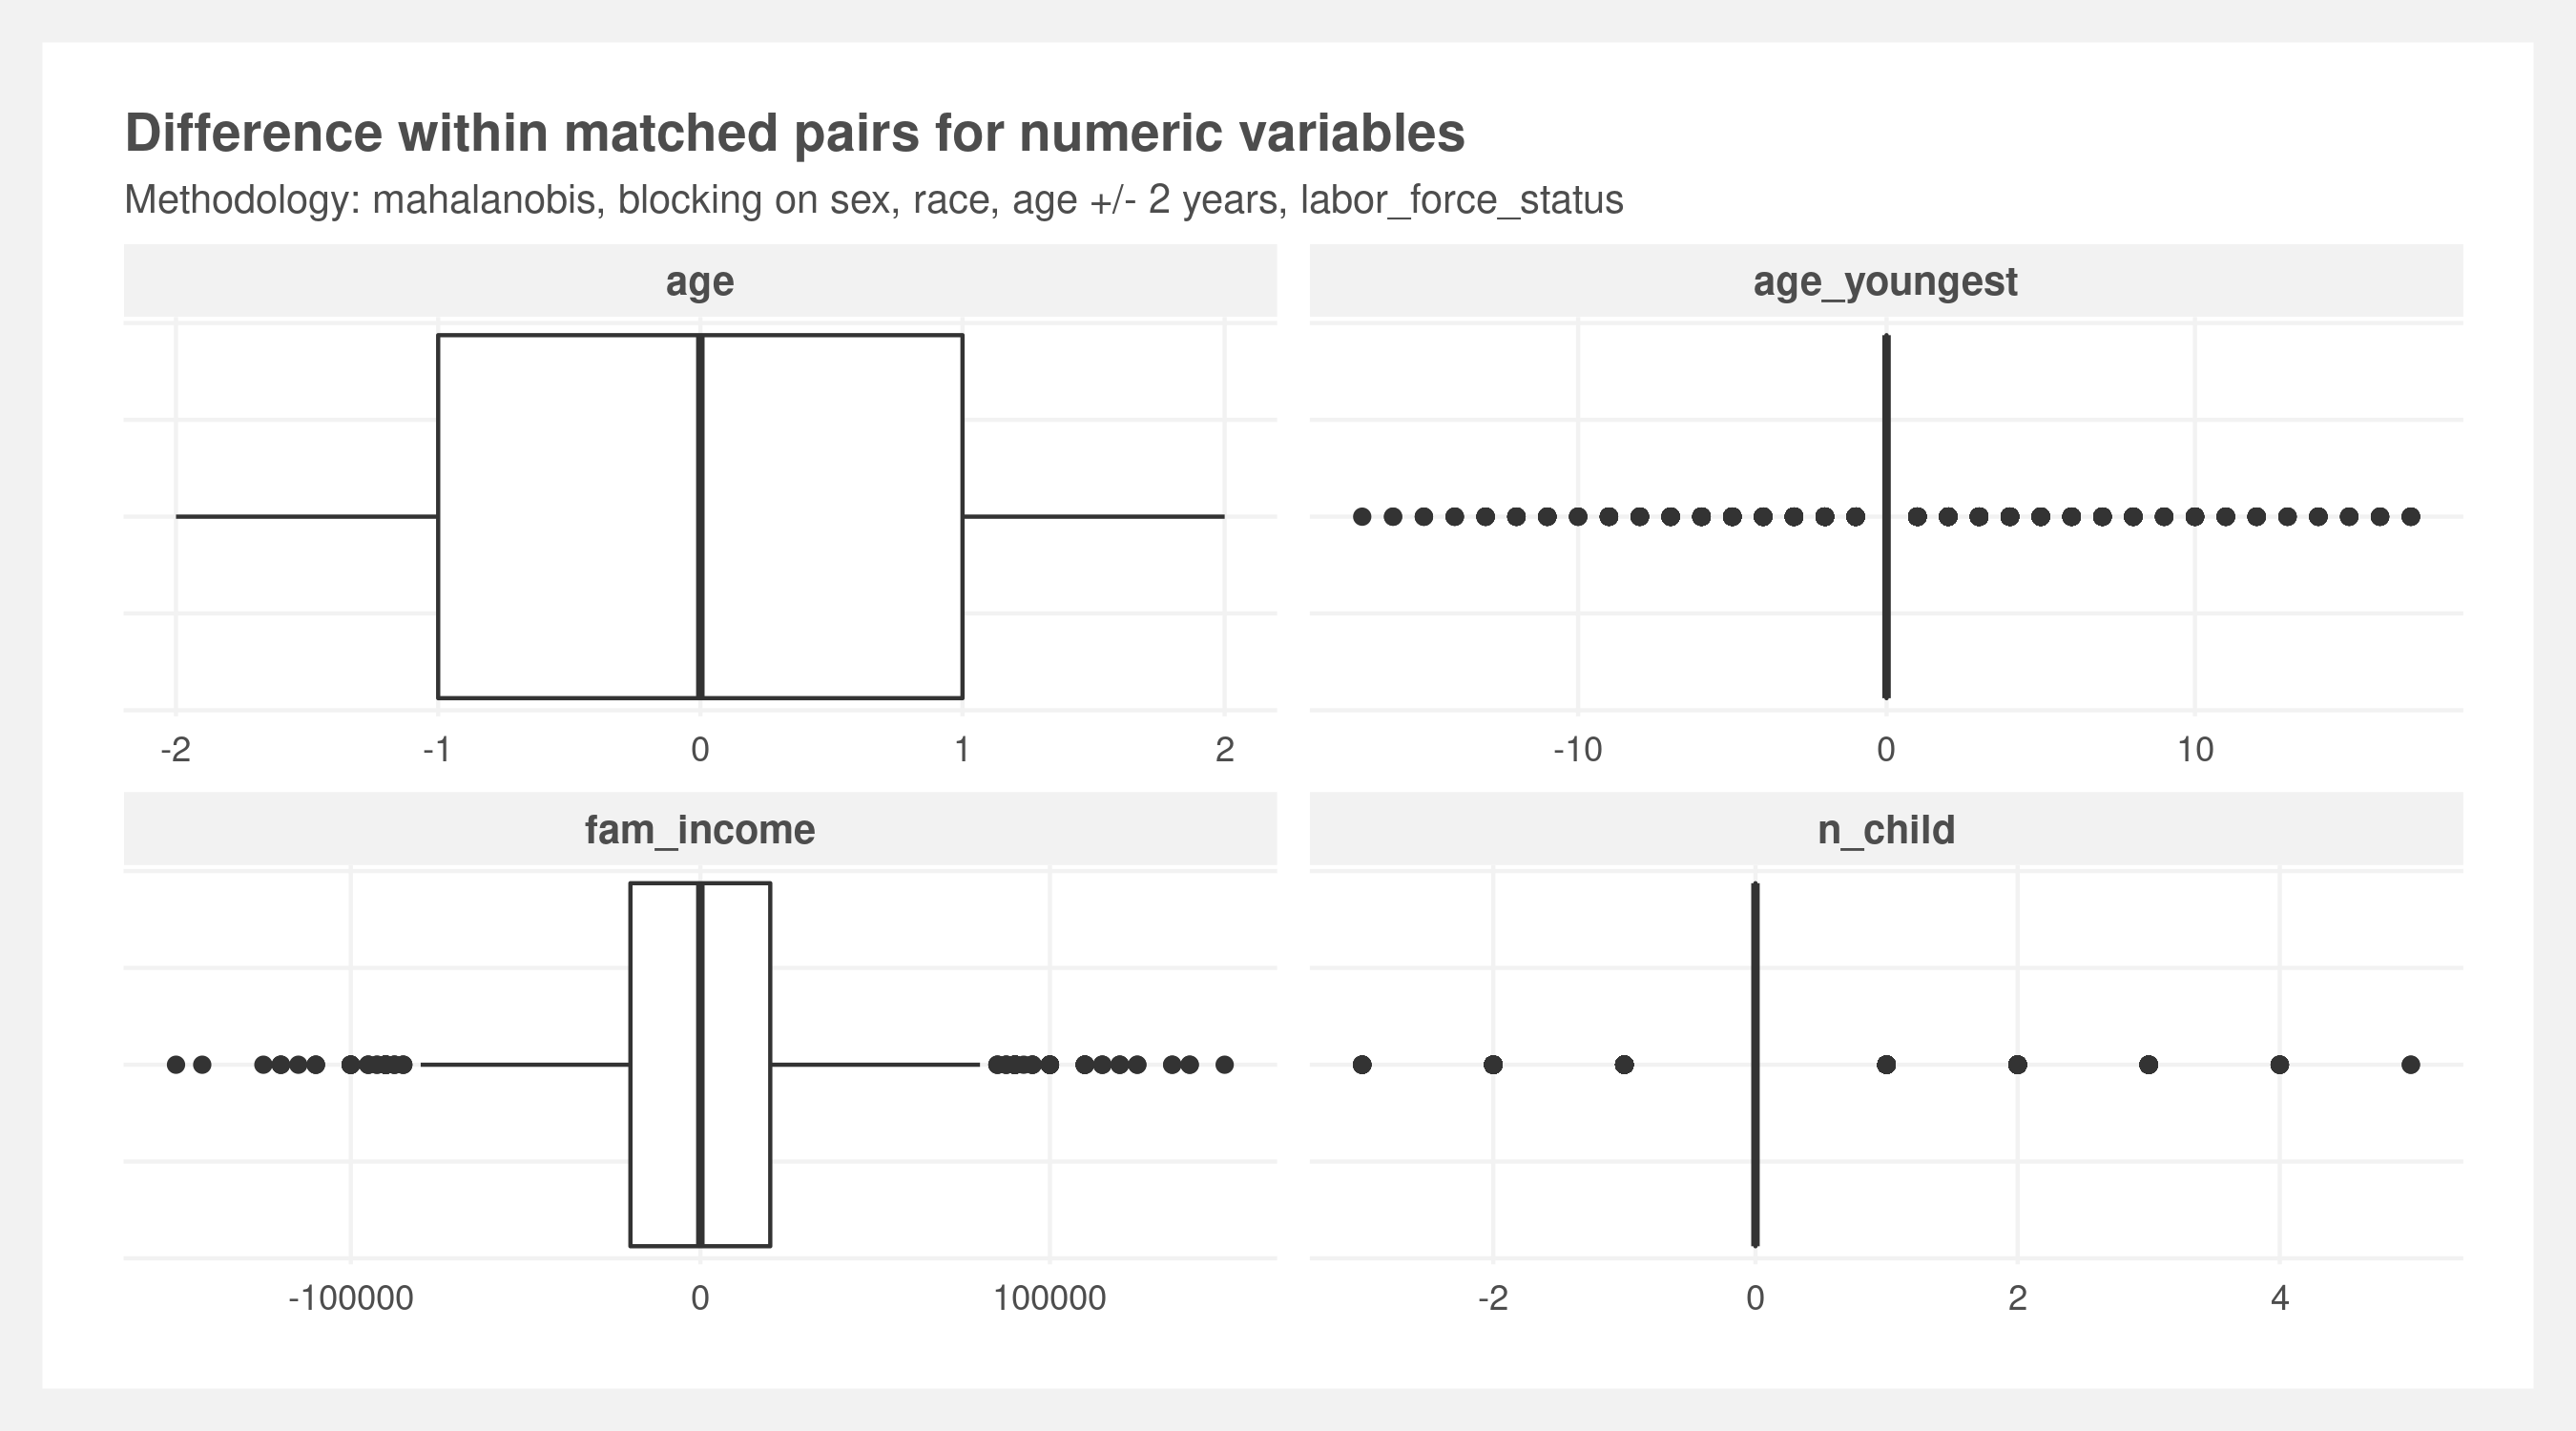 Difference within matched pairs for numeric variables
Methodology: mahalanobis, blocking on sex, race, age +/- 2 years, labor_force_status
age
-2 -1 0 1 2
age_youngest
-10 0 10
fam_income
-100000 0 100000
n_child
-2 0 2 4